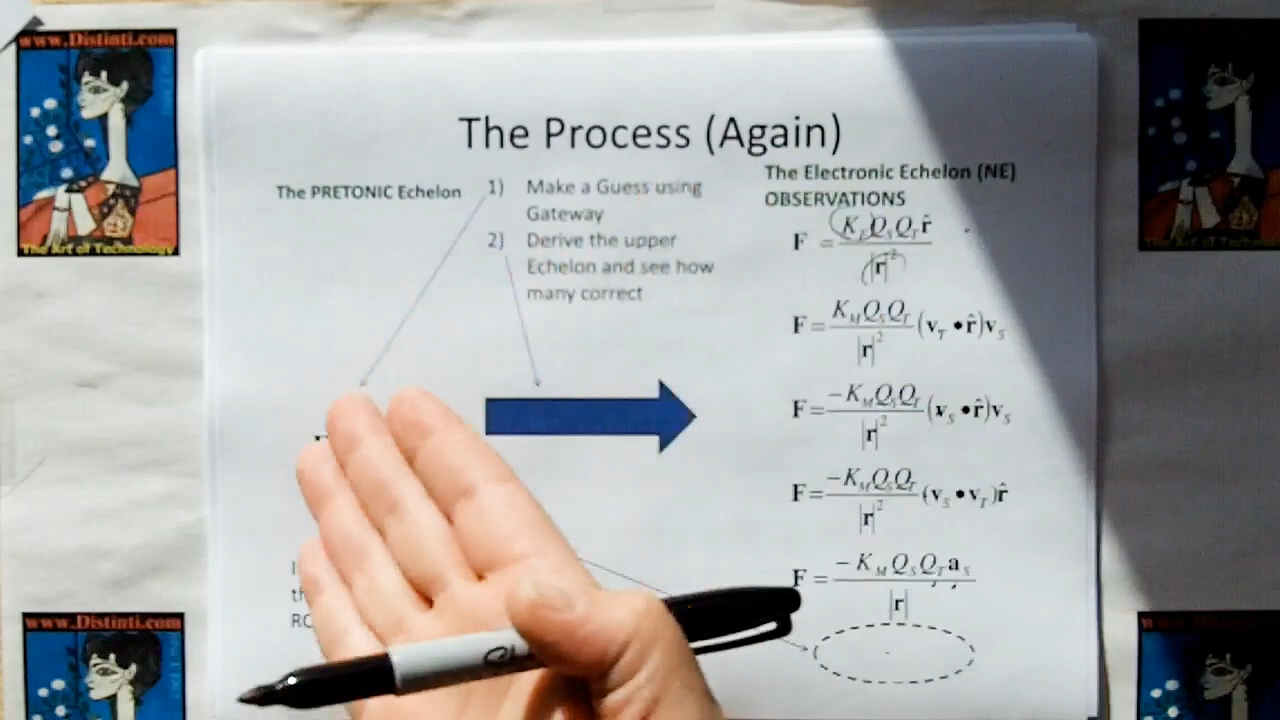 www.Distinti.com
The Art of Technology
The Process (Again)
The PRETONIC Echelon
1) Make a Guess using
Gateway
2) Derive the upper
Echelon and see how
many correct
The Electronic Echelon (NE)
OBSERVATIONS
F = K_E Q_S Q_T r̂ / |r|²
F = K_M Q_S Q_T / |r|² (v_T • r̂)v_S
F = -K_M Q_S Q_T / |r|² (v_S • r̂)v_S
F = -K_M Q_S Q_T / |r|² (v_S • v_T)r̂
F = -K_M Q_S Q_T a_S / |r|
www.Distinti.com
www.Distinti.com